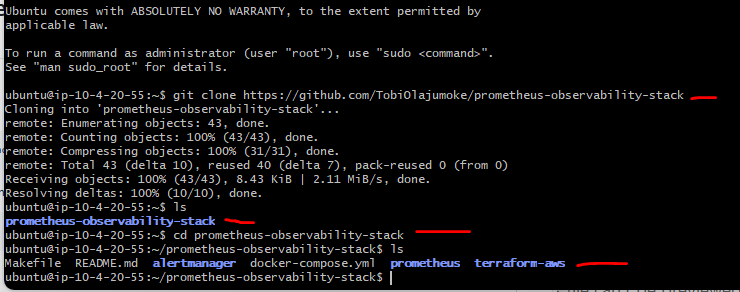 Ubuntu comes with ABSOLUTELY NO WARRANTY, to the extent permitted by
applicable law.
To run a command as administrator (user "root"), use "sudo <command>".
See "man sudo_root" for details.
ubuntu@ip-10-4-20-55:~$ git clone https://github.com/TobiOlajumoke/prometheus-observability-stack
Cloning into 'prometheus-observability-stack'...
remote: Enumerating objects: 43, done.
remote: Counting objects: 100% (43/43), done.
remote: Compressing objects: 100% (31/31), done.
remote: Total 43 (delta 10), reused 40 (delta 7), pack-reused 0 (from 0)
Receiving objects: 100% (43/43), 8.43 KiB | 2.11 MiB/s, done.
Resolving deltas: 100% (10/10), done.
ubuntu@ip-10-4-20-55:~$ ls
prometheus-observability-stack
ubuntu@ip-10-4-20-55:~$ cd prometheus-observability-stack
ubuntu@ip-10-4-20-55:~/prometheus-observability-stack$ ls
Makefile  README.md  alertmanager  docker-compose.yml  prometheus  terraform-aws
ubuntu@ip-10-4-20-55:~/prometheus-observability-stack$